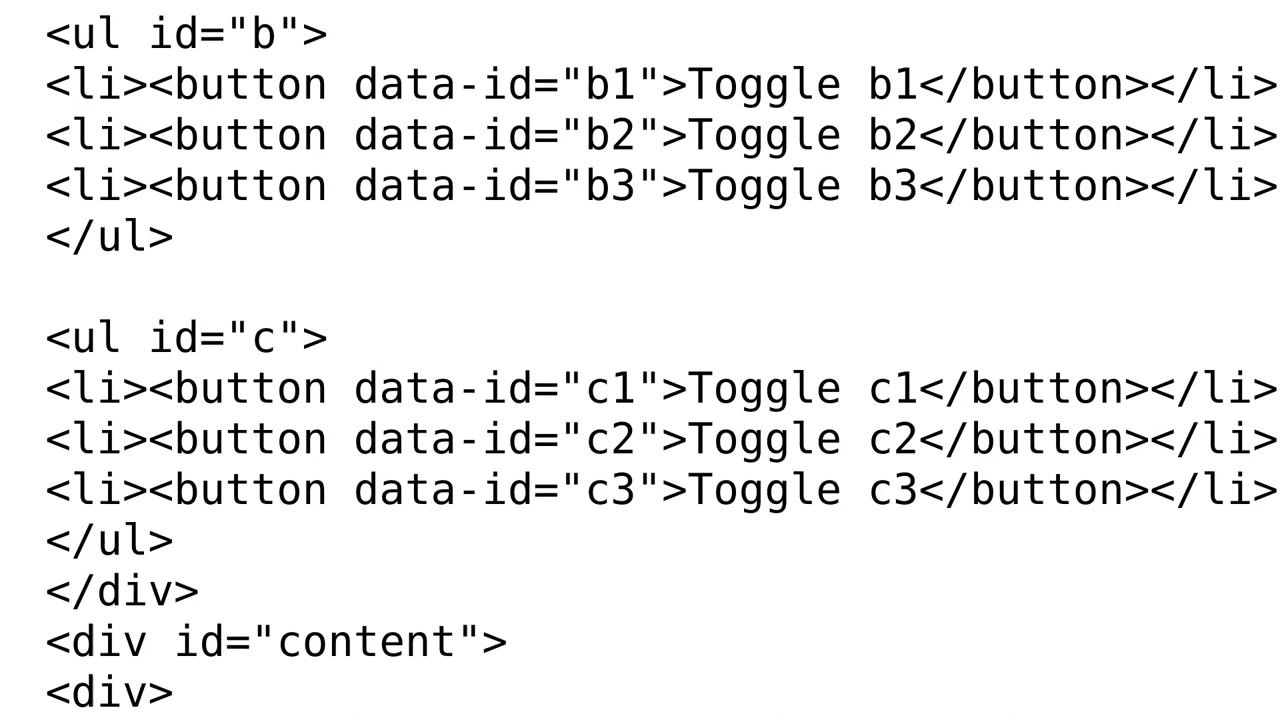 <ul id="b">
<li><button data-id="b1">Toggle b1</button></li>
<li><button data-id="b2">Toggle b2</button></li>
<li><button data-id="b3">Toggle b3</button></li>
</ul>

<ul id="c">
<li><button data-id="c1">Toggle c1</button></li>
<li><button data-id="c2">Toggle c2</button></li>
<li><button data-id="c3">Toggle c3</button></li>
</ul>
</div>
<div id="content">
<div>